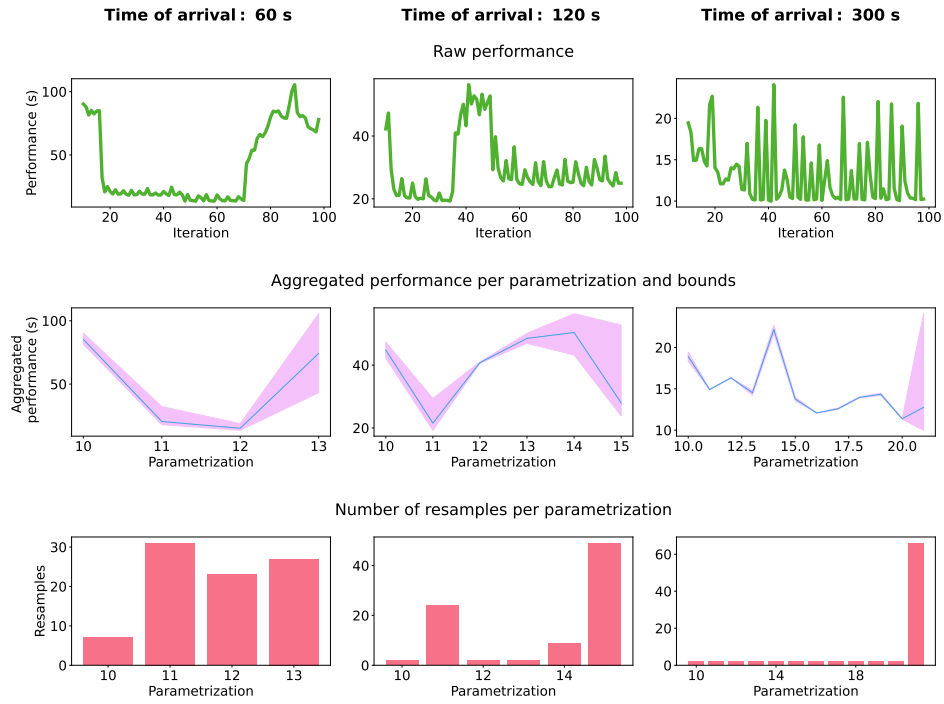 Time of arrival: 60 s
Time of arrival: 120 s
Time of arrival: 300 s
Raw performance
Performance (s)
100
50
20 40 60 80 100
Iteration
40
20
20 40 60 80 100
Iteration
20
15
10
20 40 60 80 100
Iteration
Aggregated performance per parametrization and bounds
Aggregated
performance (s)
100
50
10 11 12 13
Parametrization
40
20
10 11 12 13 14 15
Parametrization
20
15
10
10.0 12.5 15.0 17.5 20.0
Parametrization
Number of resamples per parametrization
Resamples
30
20
10
0
10 11 12 13
Parametrization
40
20
0
10 12 14
Parametrization
60
40
20
0
10 14 18
Parametrization